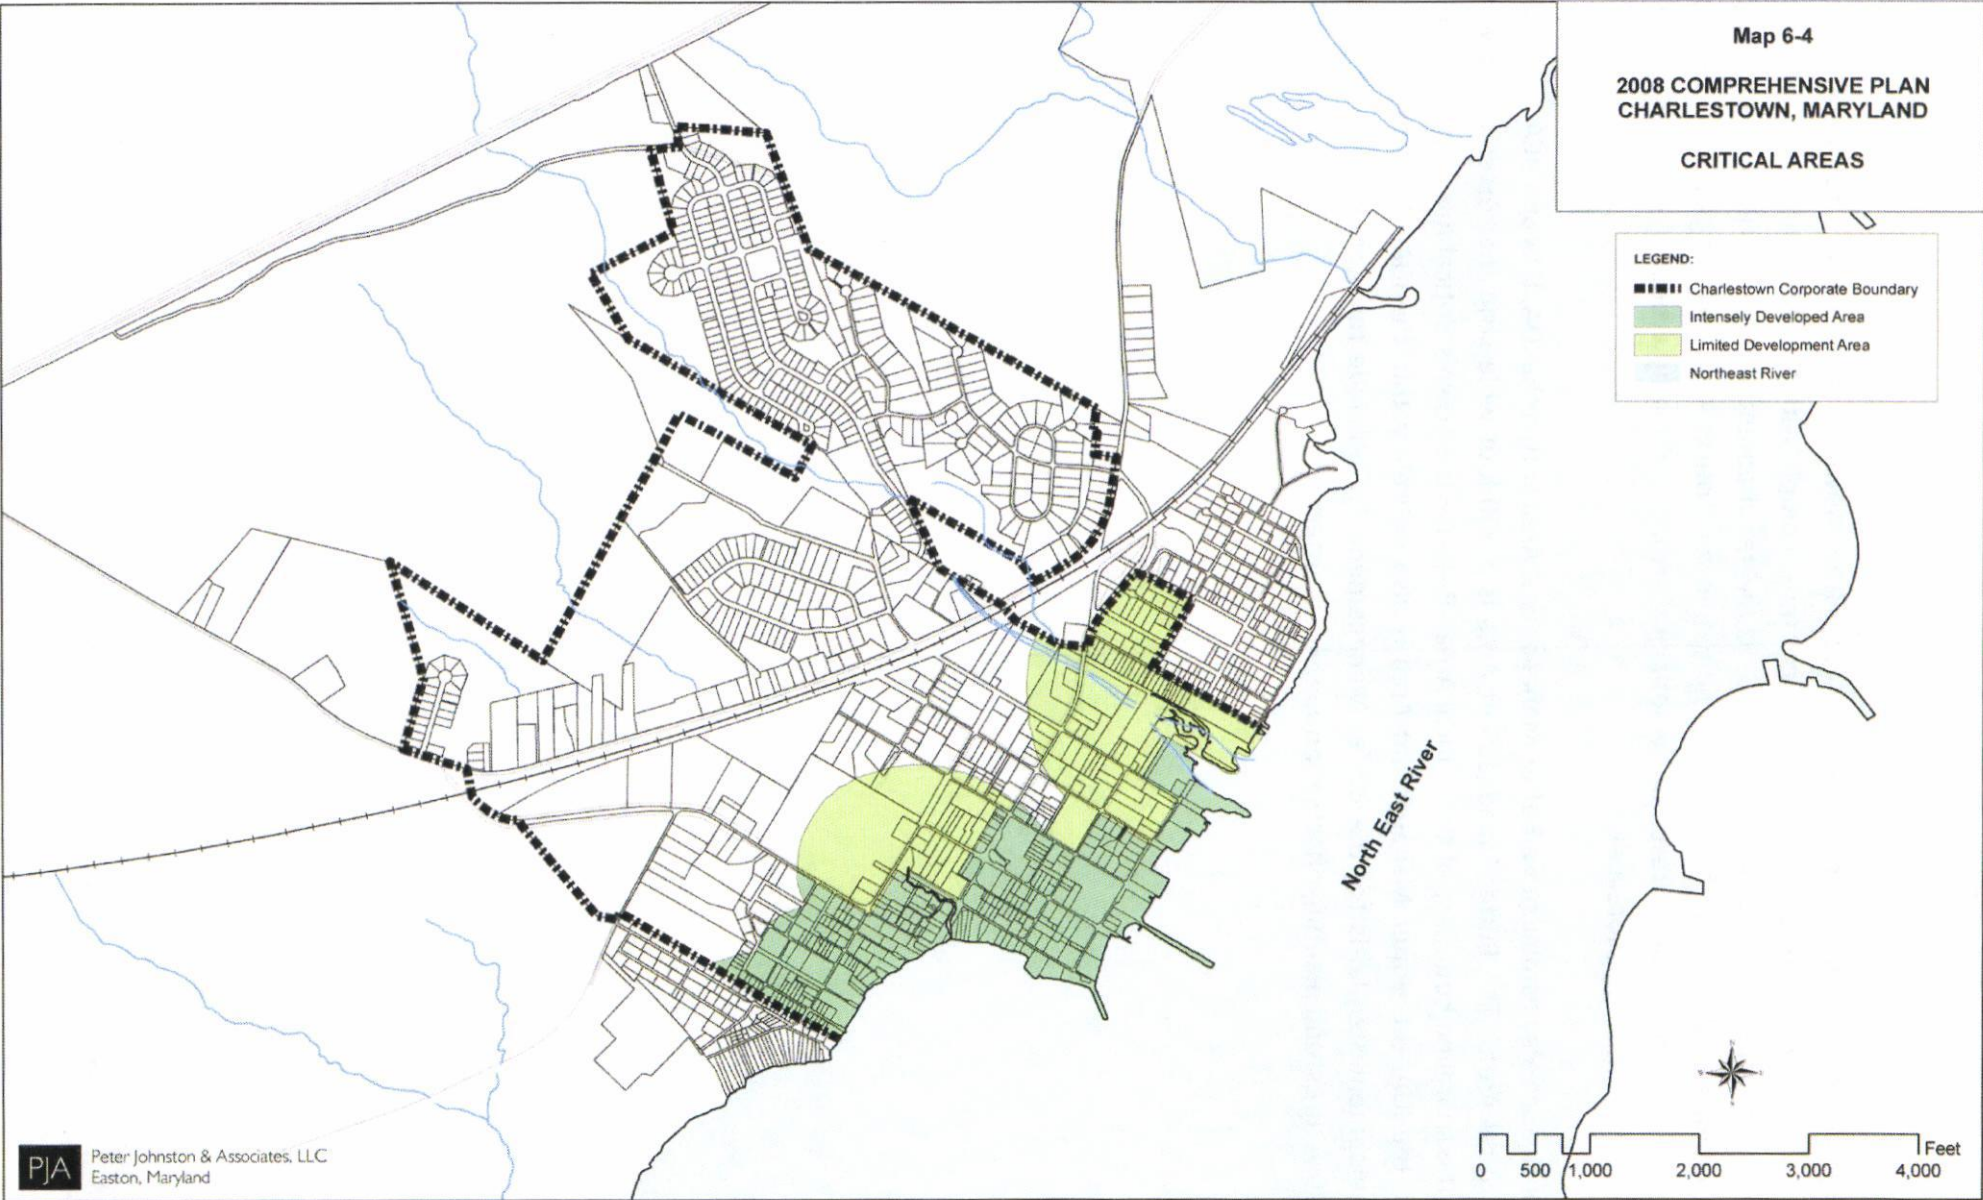 Map 6-4
2008 COMPREHENSIVE PLAN
CHARLESTOWN, MARYLAND
CRITICAL AREAS
LEGEND:
Charlestown Corporate Boundary
Intensely Developed Area
Limited Development Area
Northeast River
North East River
PJA
Peter Johnston & Associates, LLC
Easton, Maryland
Feet
0 500 1,000 2,000 3,000 4,000